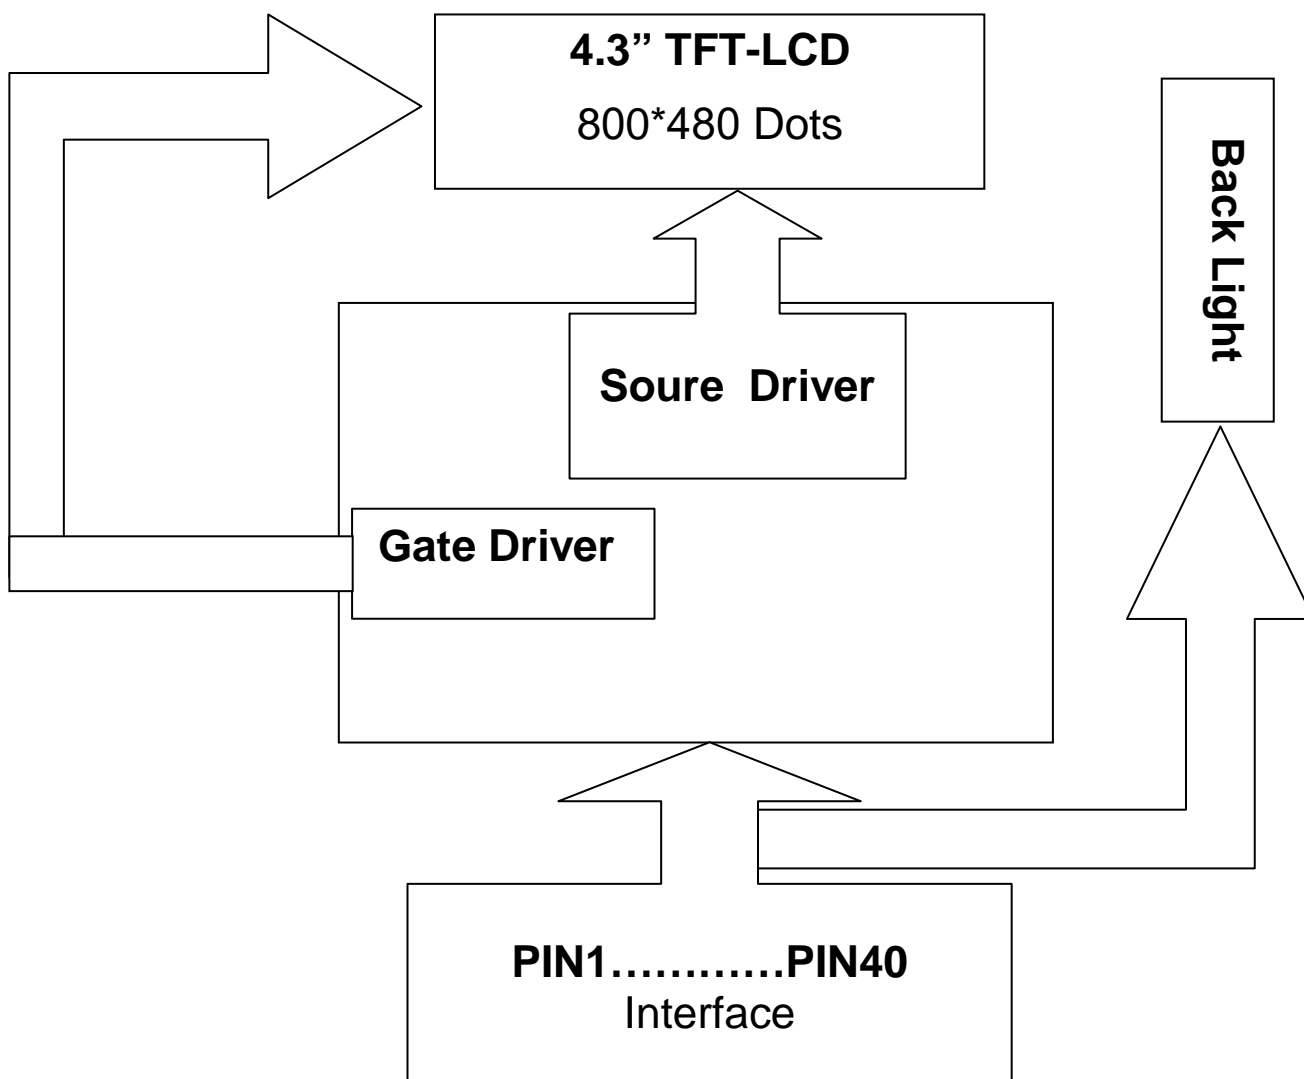 4.3” TFT-LCD
800*480 Dots
Back Light
Soure Driver
Gate Driver
PIN1............PIN40
Interface